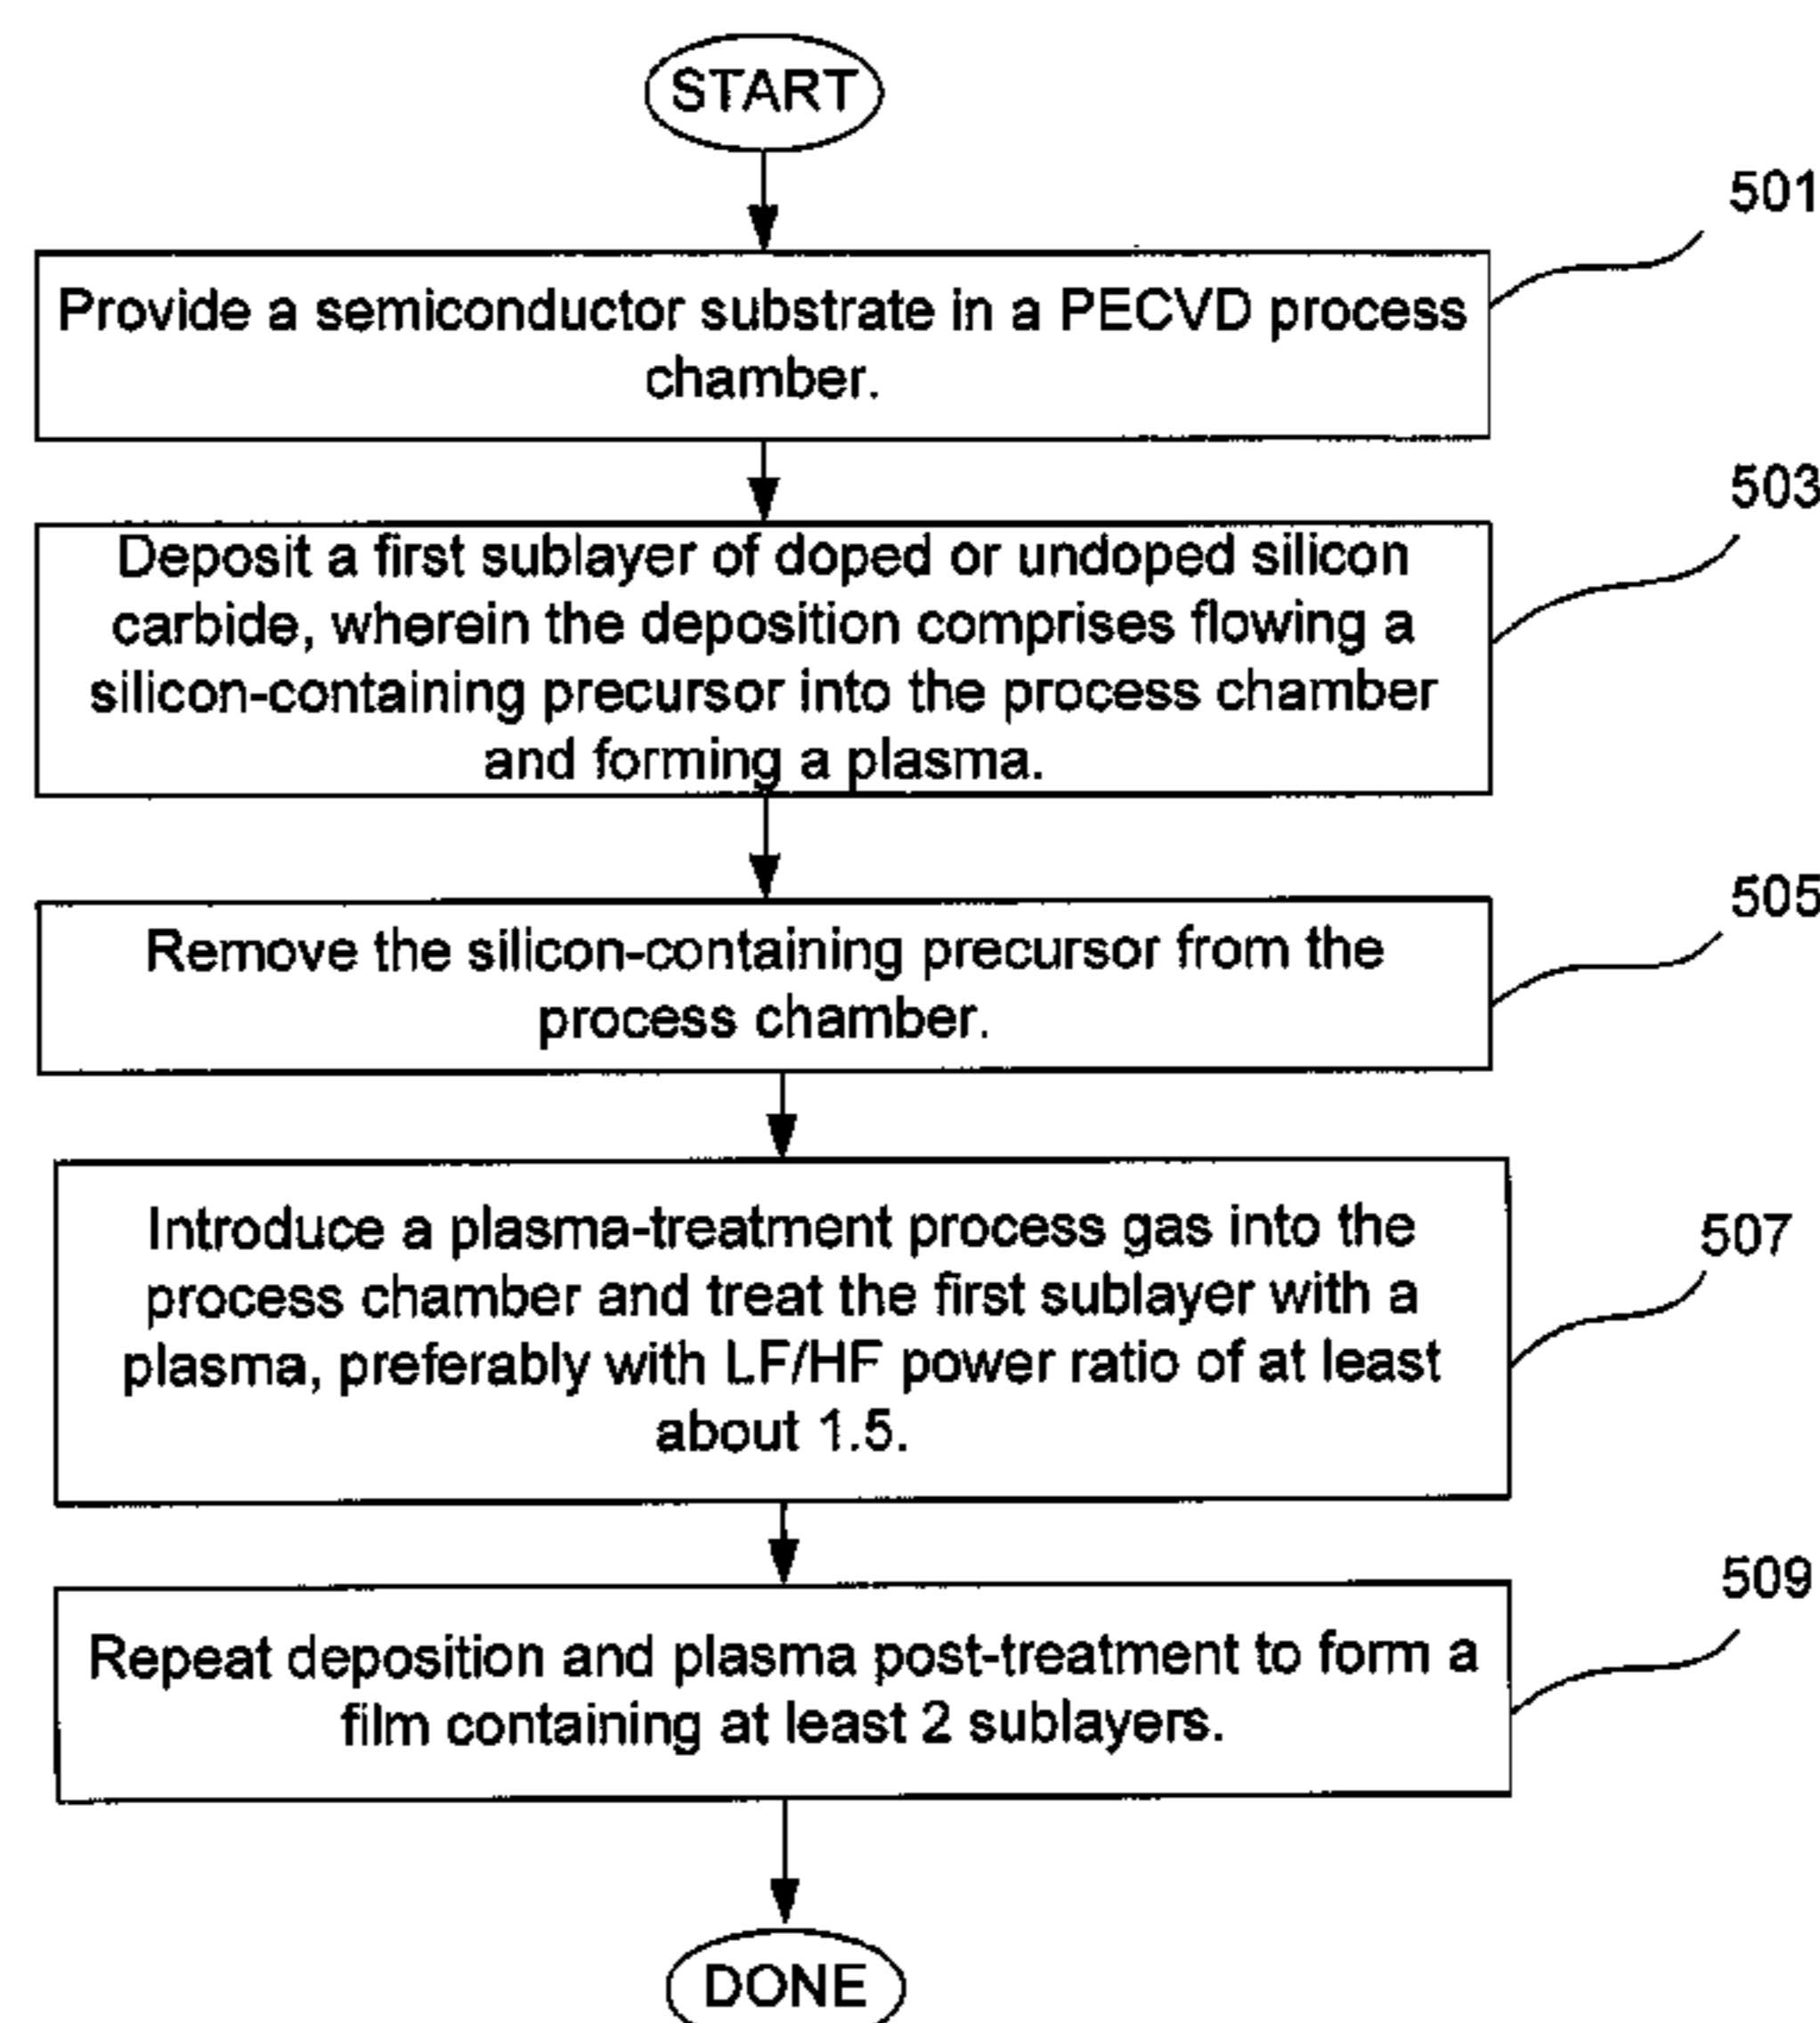 START
501
Provide a semiconductor substrate in a PECVD process
chamber.
503
Deposit a first sublayer of doped or undoped silicon
carbide, wherein the deposition comprises flowing a
silicon-containing precursor into the process chamber
and forming a plasma.
505
Remove the silicon-containing precursor from the
process chamber.
507
Introduce a plasma-treatment process gas into the
process chamber and treat the first sublayer with a
plasma, preferably with LF/HF power ratio of at least
about 1.5.
509
Repeat deposition and plasma post-treatment to form a
film containing at least 2 sublayers.
DONE